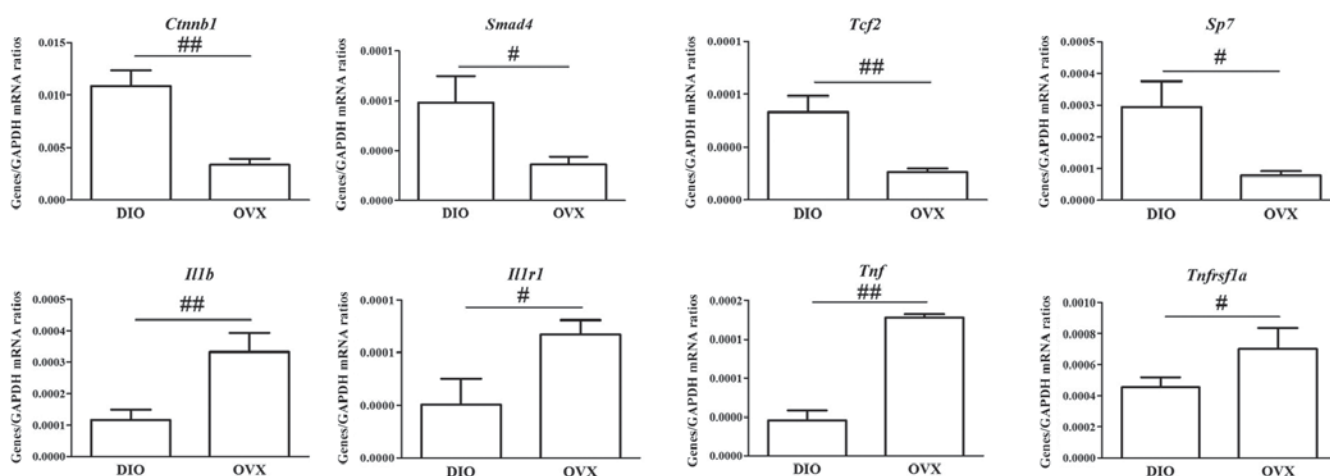 Ctnnb1
##
Genes/GAPDH mRNA ratios
0.015
0.010
0.005
0.000
DIO
OVX
Smad4
#
Genes/GAPDH mRNA ratios
0.0001
0.0001
0.0000
0.0000
DIO
OVX
Tcf2
##
Genes/GAPDH mRNA ratios
0.0001
0.0001
0.0000
0.0000
DIO
OVX
Sp7
#
Genes/GAPDH mRNA ratios
0.0005
0.0004
0.0003
0.0002
0.0001
0.0000
DIO
OVX
Il1b
##
Genes/GAPDH mRNA ratios
0.0005
0.0004
0.0003
0.0002
0.0001
0.0000
DIO
OVX
Il1r1
#
Genes/GAPDH mRNA ratios
0.0001
0.0001
0.0000
0.0000
DIO
OVX
Tnf
##
Genes/GAPDH mRNA ratios
0.0002
0.0001
0.0001
0.0000
0.0000
DIO
OVX
Tnfrsf1a
#
Genes/GAPDH mRNA ratios
0.0010
0.0008
0.0006
0.0004
0.0002
0.0000
DIO
OVX